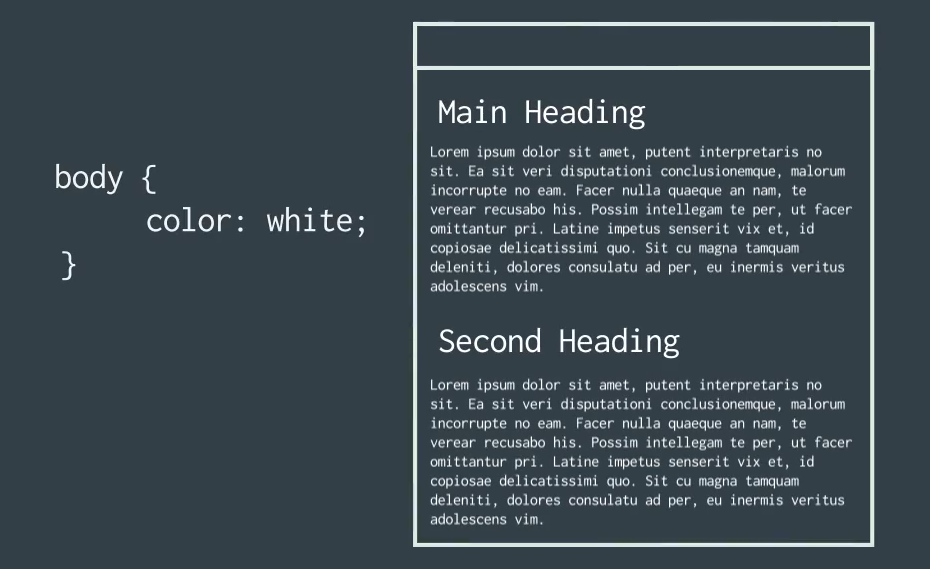 body {
color: white;
}
Main Heading
Lorem ipsum dolor sit amet, putent interpretaris no
sit. Ea sit veri disputationi conclusionemque, malorum
incorrupte no eam. Facer nulla quaeque an nam, te
verear recusabo his. Possim intellegam te per, ut facer
omittantur pri. Latine impetus senserit vix et, id
copiosae delicatissimi quo. Sit cu magna tamquam
deleniti, dolores consulatu ad per, eu inermis veritus
adolescens vim.
Second Heading
Lorem ipsum dolor sit amet, putent interpretaris no
sit. Ea sit veri disputationi conclusionemque, malorum
incorrupte no eam. Facer nulla quaeque an nam, te
verear recusabo his. Possim intellegam te per, ut facer
omittantur pri. Latine impetus senserit vix et, id
copiosae delicatissimi quo. Sit cu magna tamquam
deleniti, dolores consulatu ad per, eu inermis veritus
adolescens vim.